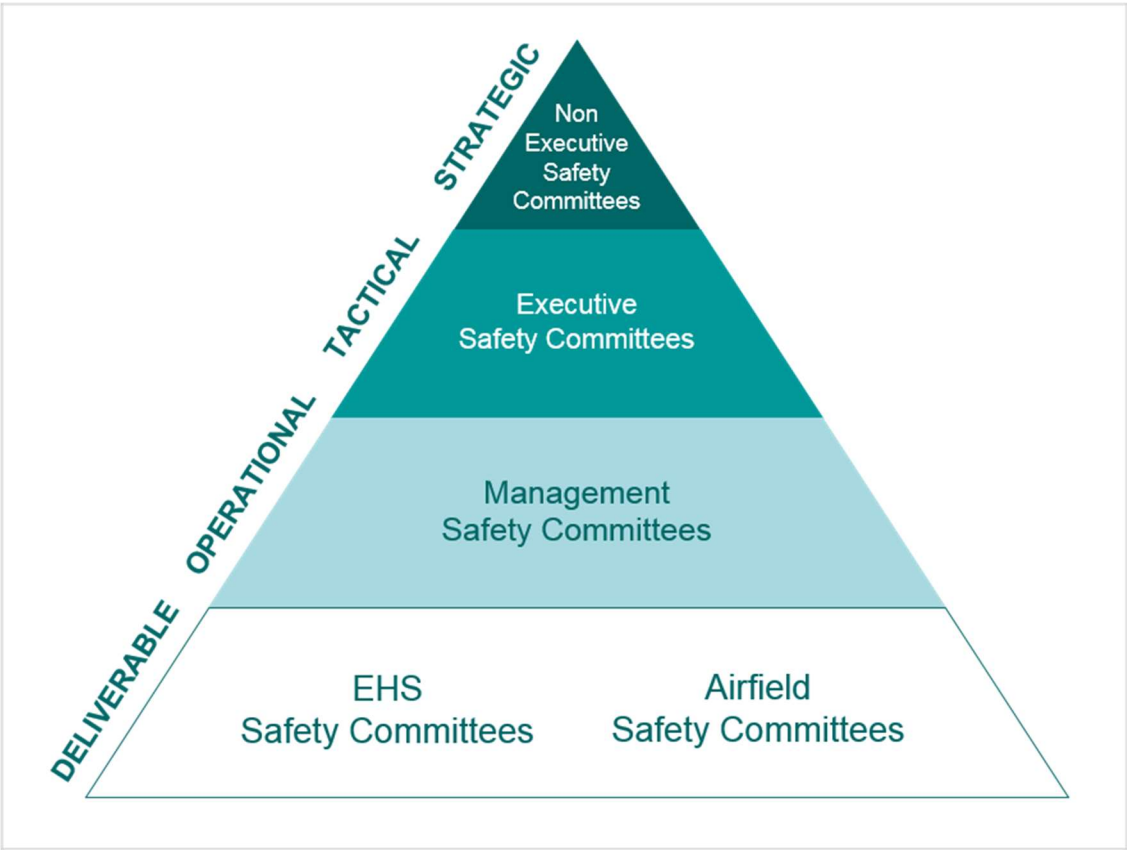 STRATEGIC
Non
Executive
Safety
Committees
TACTICAL
Executive
Safety Committees
OPERATIONAL
Management
Safety Committees
DELIVERABLE
EHS
Safety Committees
Airfield
Safety Committees